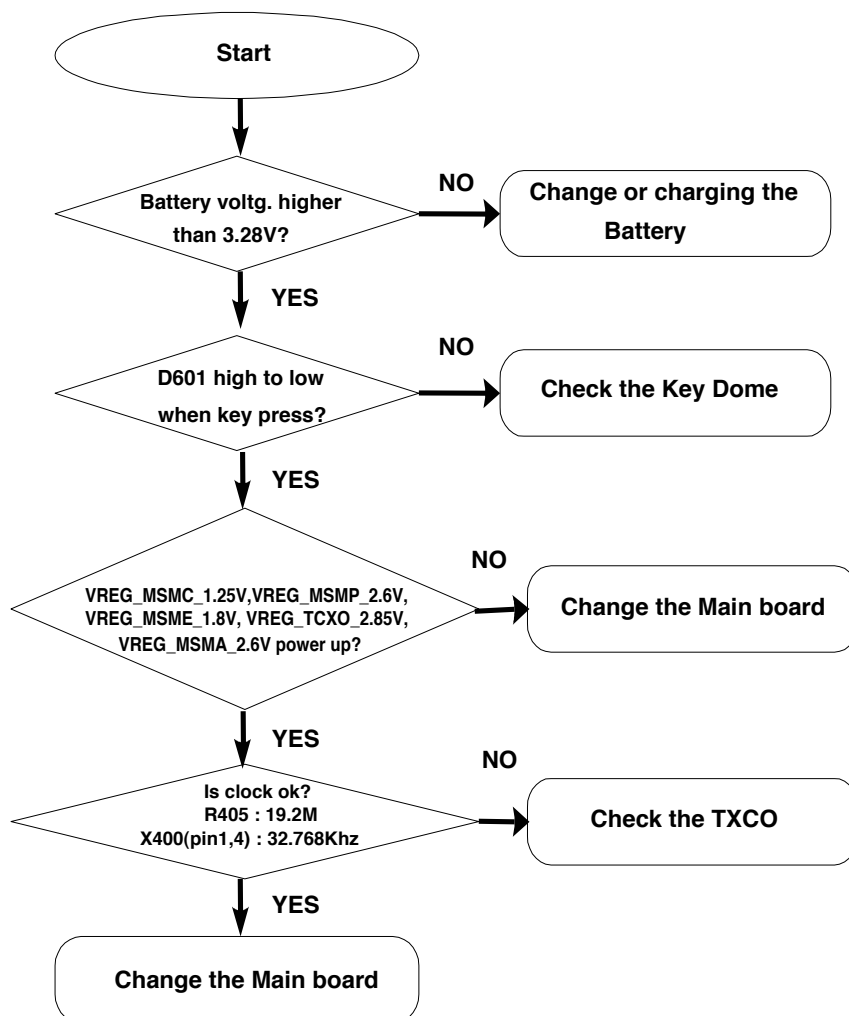 Start
Battery voltg. higher
than 3.28V?
NO
Change or charging the
Battery
YES
D601 high to low
when key press?
NO
Check the Key Dome
YES
VREG_MSMC_1.25V,VREG_MSMP_2.6V,
VREG_MSME_1.8V, VREG_TCXO_2.85V,
VREG_MSMA_2.6V power up?
NO
Change the Main board
YES
Is clock ok?
R405 : 19.2M
X400(pin1,4) : 32.768Khz
NO
Check the TXCO
YES
Change the Main board